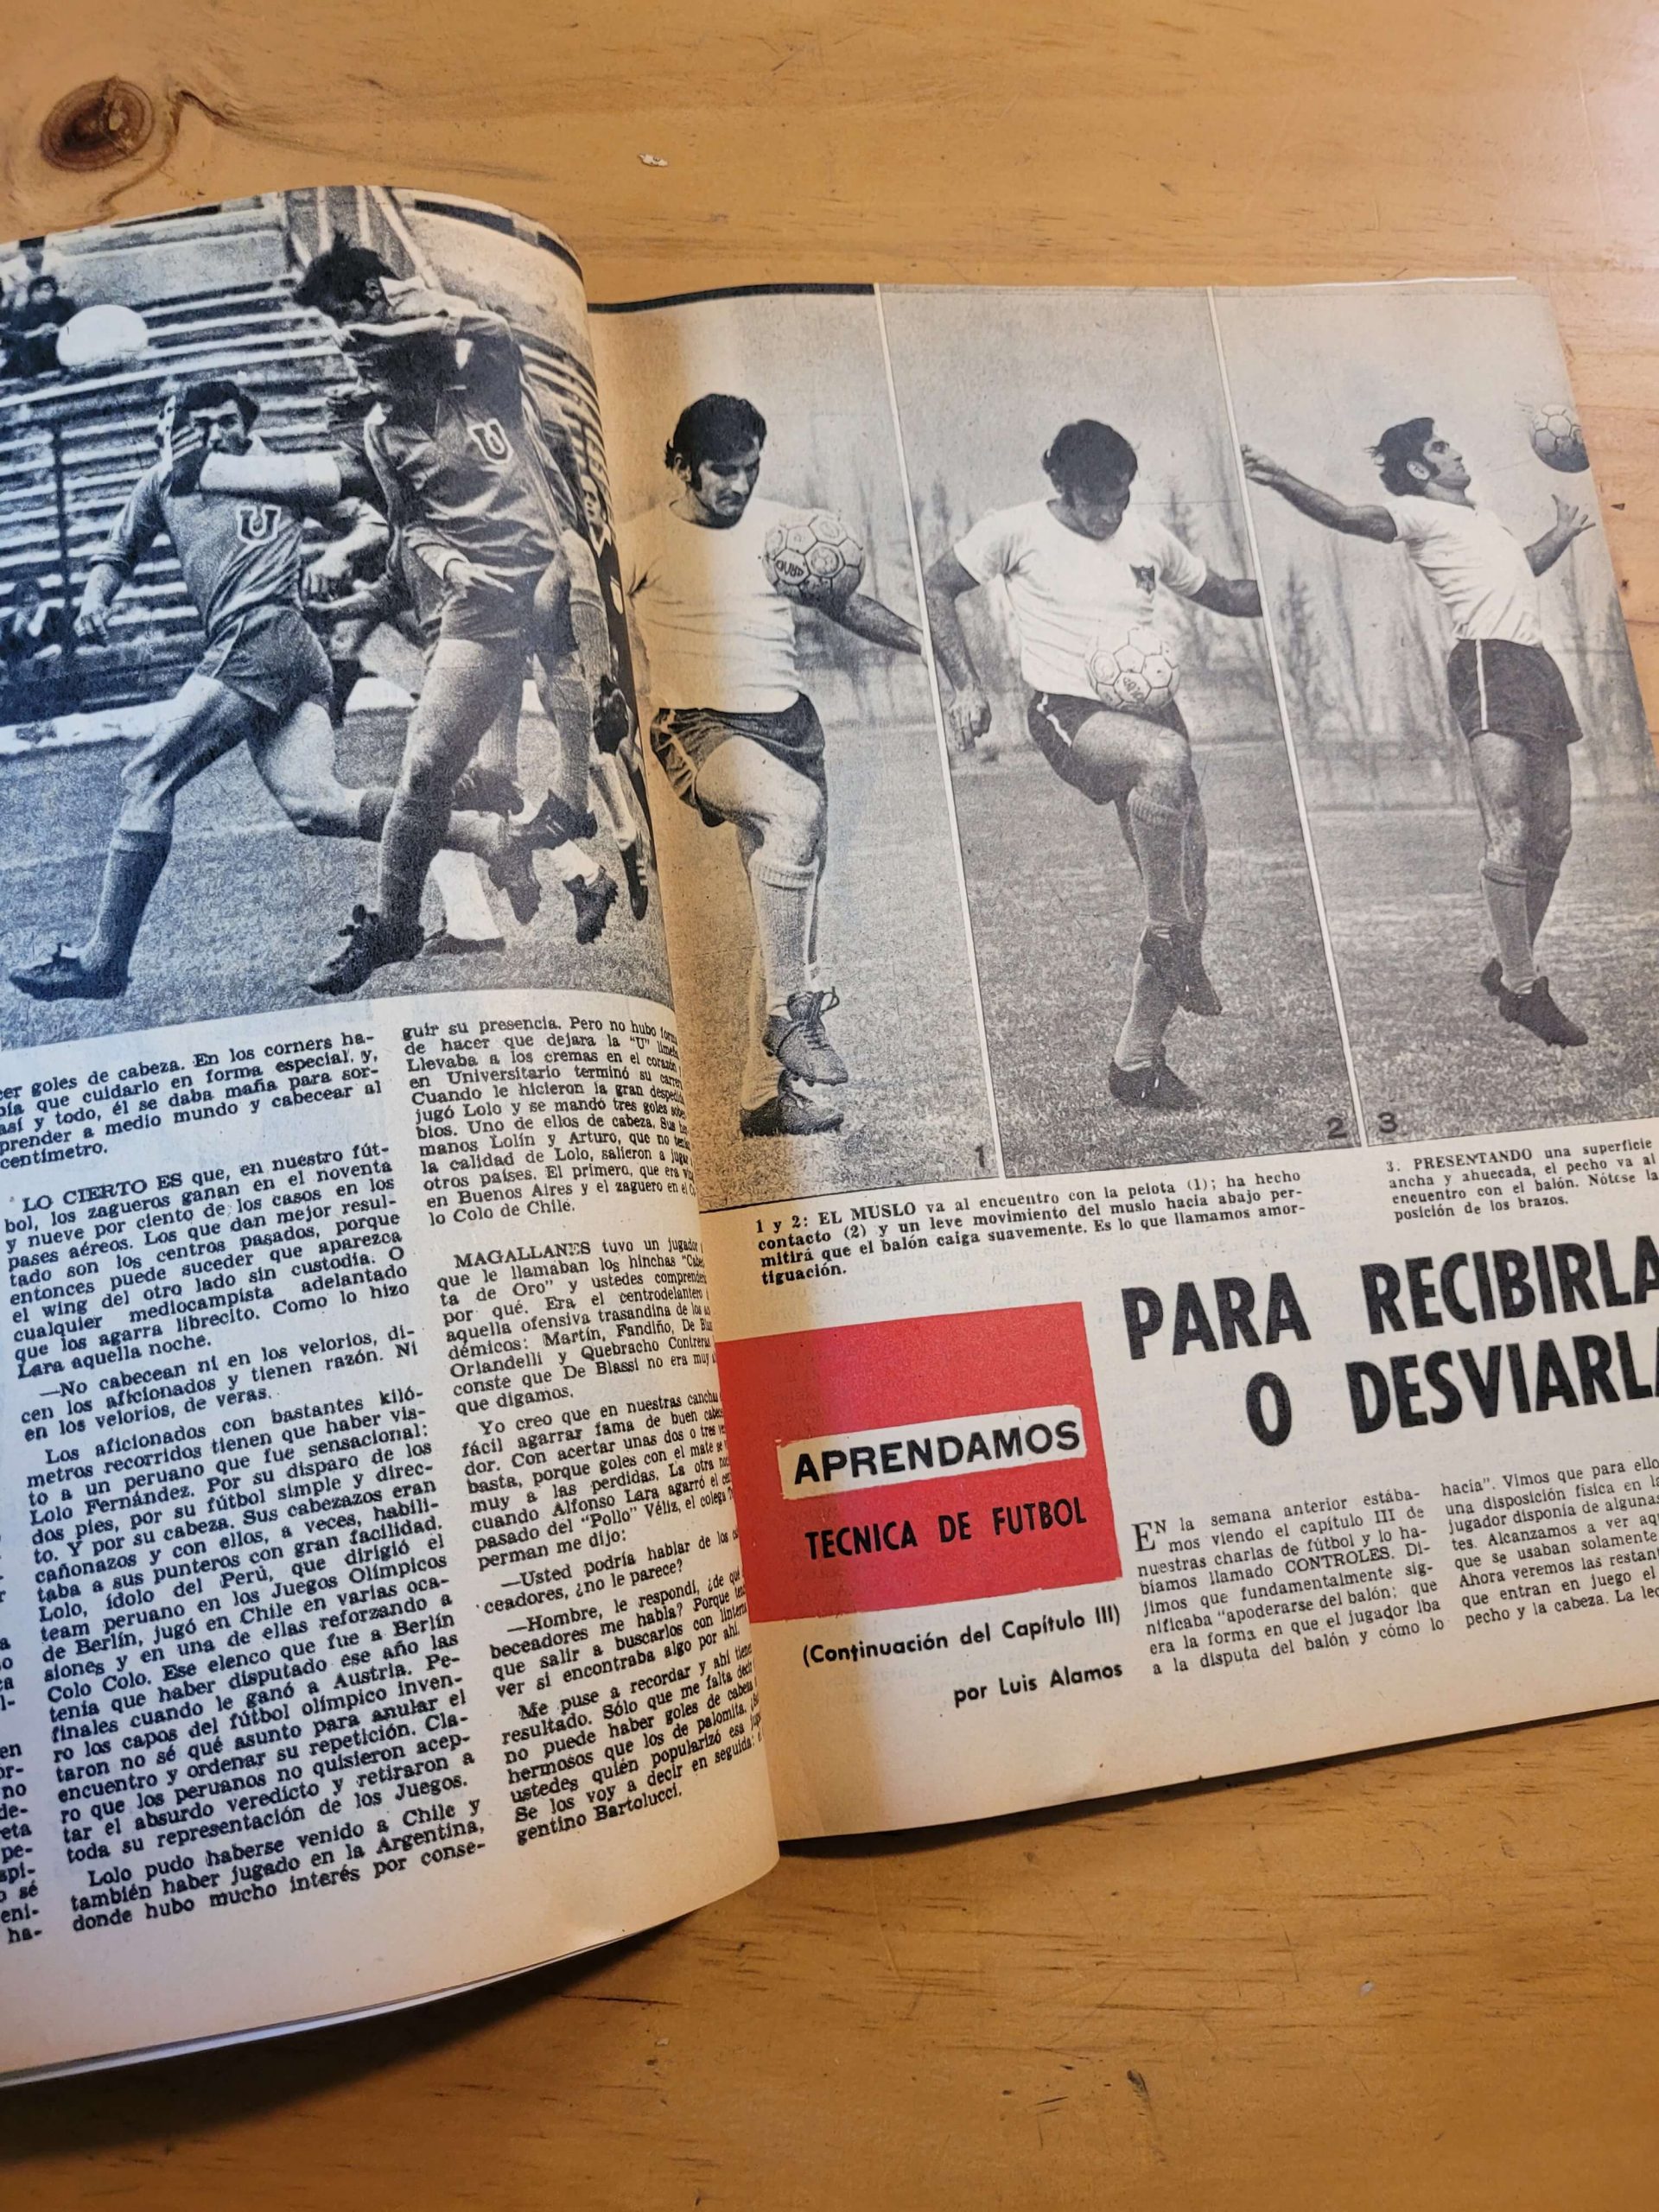 cer goles de cabeza. En los corners ha-
bía que cuidarlo en forma especial, y,
así y todo, él se daba maña para sor-
prender a medio mundo y cabecear al
centímetro.
LO CIERTO ES que, en nuestro fút-
bol, los zagueros ganan en el noventa
y nueve por ciento de los casos en los
pases aéreos. Los que dan mejor resul-
tado son los centros pasados, porque
entonces puede suceder que aparezca
el wing del otro lado sin custodia. O
cualquier mediocampista adelantado
que los agarra librecito. Como lo hizo
Lara aquella noche.
—No cabecean ni en los velorios, di-
cen los aficionados y tienen razón. Ni
en los velorios, de veras.
Los aficionados con bastantes kiló-
metros recorridos tienen que haber vis-
to a un peruano que fue sensacional:
Lolo Fernández. Por su disparo de los
dos pies, por su fútbol simple y direc-
to. Y por su cabeza. Sus cabezazos eran
cañonazos y con ellos, a veces, habili-
taba a sus punteros con gran facilidad.
Lolo, ídolo del Perú, que dirigió el
team peruano en los Juegos Olímpicos
de Berlín, jugó en Chile en varias oca-
siones y en una de ellas reforzando a
Colo Colo. Ese elenco que fue a Berlín
tenía que haber disputado ese año las
finales cuando le ganó a Austria. Pe-
ro los capos del fútbol olímpico inven-
taron no sé qué asunto para anular el
encuentro y ordenar su repetición. Cla-
ro que los peruanos no quisieron acep-
tar el absurdo veredicto y retiraron a
toda su representación de los Juegos.
Lolo pudo haberse venido a Chile y
también haber jugado en la Argentina,
donde hubo mucho interés por conse-
guir su presencia. Pero no hubo forma
de hacer que dejara la "U" limeña
Llevaba a los cremas en el corazón
en Universitario terminó su
Cuando le hicieron la gran despedida
jugó Lolo y se mandó tres goles
bios. Uno de ellos de cabeza. Sus
manos Lolín y Arturo, que no
la calidad de Lolo, salieron a jugar
otros países. El primero, que era
en Buenos Aires y el zaguero en el
lo Colo de Chile.
MAGALLANES tuvo un jugador
que le llamaban los hinchas
ta de Oro" y ustedes
por qué. Era el centrodelantero
aquella ofensiva trasandina de los
démicos: Martín, Fandiño, De
Orlandelli y Quebracho Contreras
conste que De Blassi no era muy
que digamos.
Yo creo que en nuestras canchas
fácil agarrar fama de buen
dor. Con acertar unas dos o tres
basta, porque goles con el mate se
muy a las perdidas. La otra
cuando Alfonso Lara agarró el
pasado del "Pollo" Véliz, el colega
perman me dijo:
—Usted podría hablar de los
ceadores, ¿no le parece?
—Hombre, le respondí, ¿de qué
beceadores me habla? Porque
que salir a buscarlos con
ver si encontraba algo por ahí.
Me puse a recordar y ahí tienen
resultado. Sólo que me falta decir
no puede haber goles de cabeza
hermosos que los de palomita.
ustedes quién popularizó esa
Se los voy a decir en seguida:
gentino Bartolucci.
U
U
1
2
3
1 y 2: EL MUSLO va al encuentro con la pelota (1); ha hecho
contacto (2) y un leve movimiento del muslo hacia abajo per-
mitirá que el balón caiga suavemente. Es lo que llamamos amor-
tiguación.
3. PRESENTANDO una superficie
ancha y ahuecada, el pecho va al
encuentro con el balón. Nótese la
posición de los brazos.
PARA RECIBIRLA
O DESVIARLA
APRENDAMOS
TECNICA DE FUTBOL
(Continuación del Capítulo III)
por Luis Alamos
EN la semana anterior estába-
mos viendo el capítulo III de
nuestras charlas de fútbol y lo ha-
bíamos llamado CONTROLES. Di-
jimos que fundamentalmente sig-
nificaba "apoderarse del balón; que
era la forma en que el jugador iba
a la disputa del balón y cómo lo
hacía". Vimos que para ello
una disposición física en la
jugador disponía de algunas
tes. Alcanzamos a ver
que se usaban solamente
Ahora veremos las
que entran en juego el
pecho y la cabeza. La